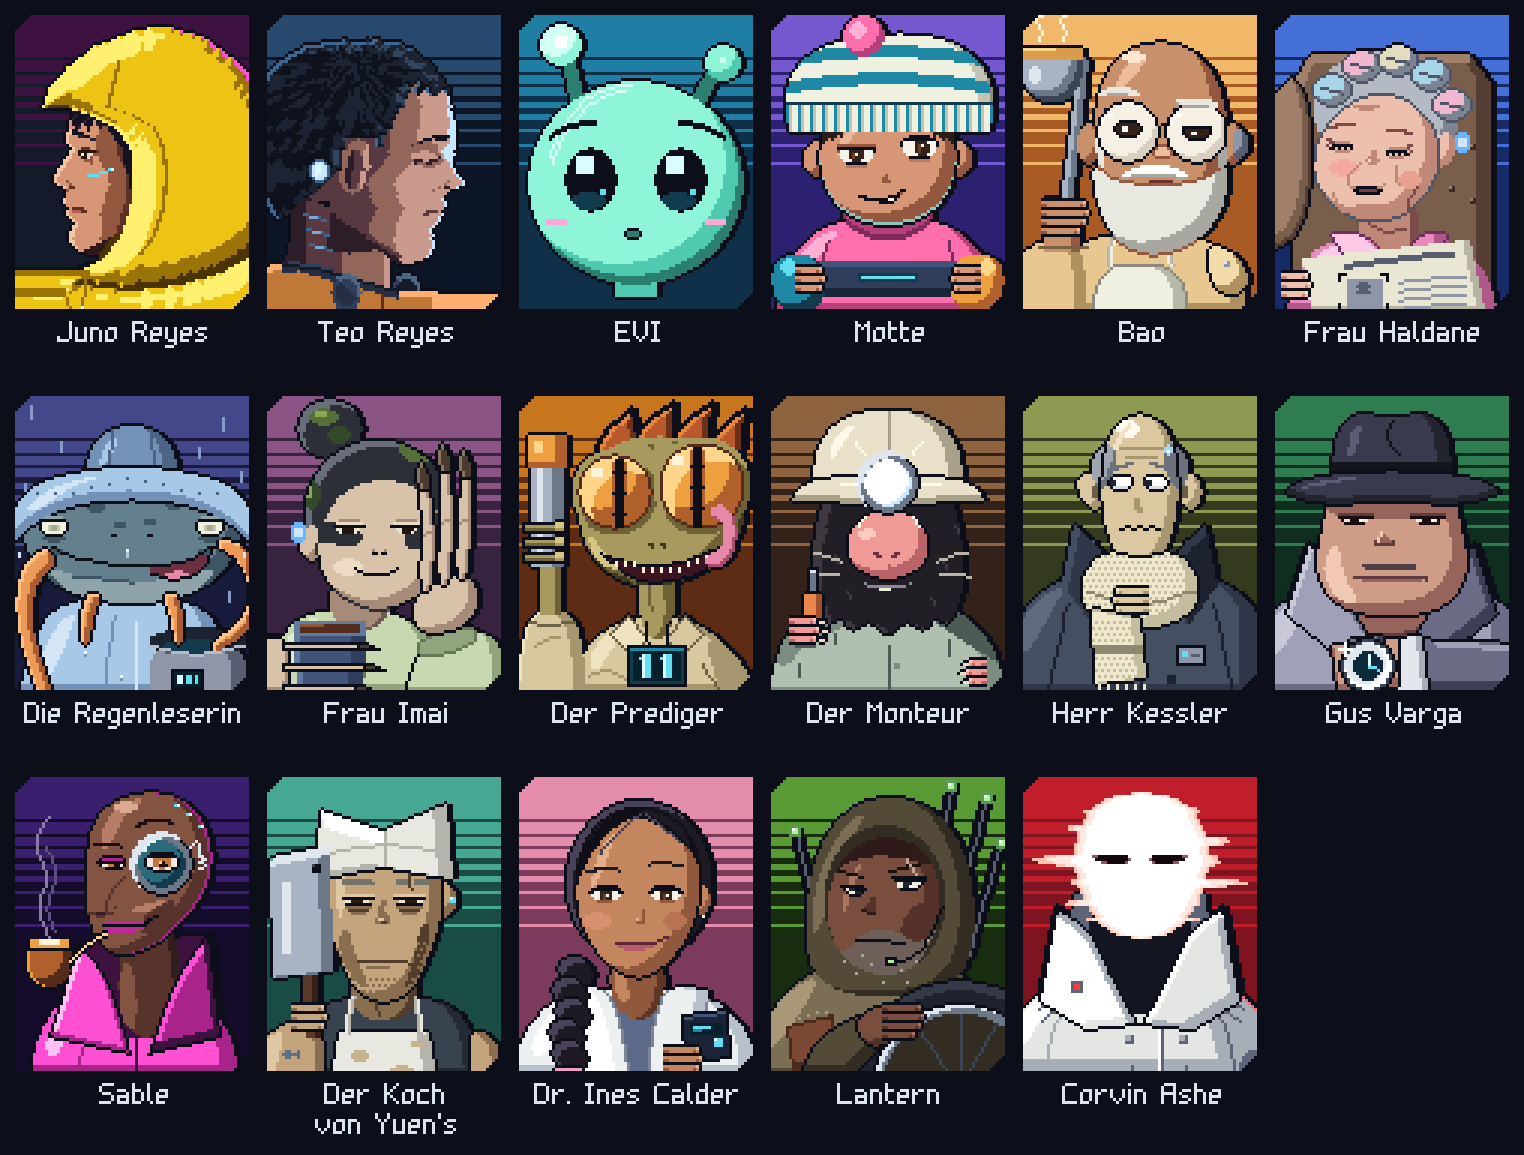 Juno Reyes
Teo Reyes
EVI
Motte
Bao
Frau Haldane
Die Regenleserin
Frau Imai
Der Prediger
Der Monteur
Herr Kessler
Gus Varga
Sable
Der Koch
von Yuen's
Dr. Ines Calder
Lantern
Corvin Ashe